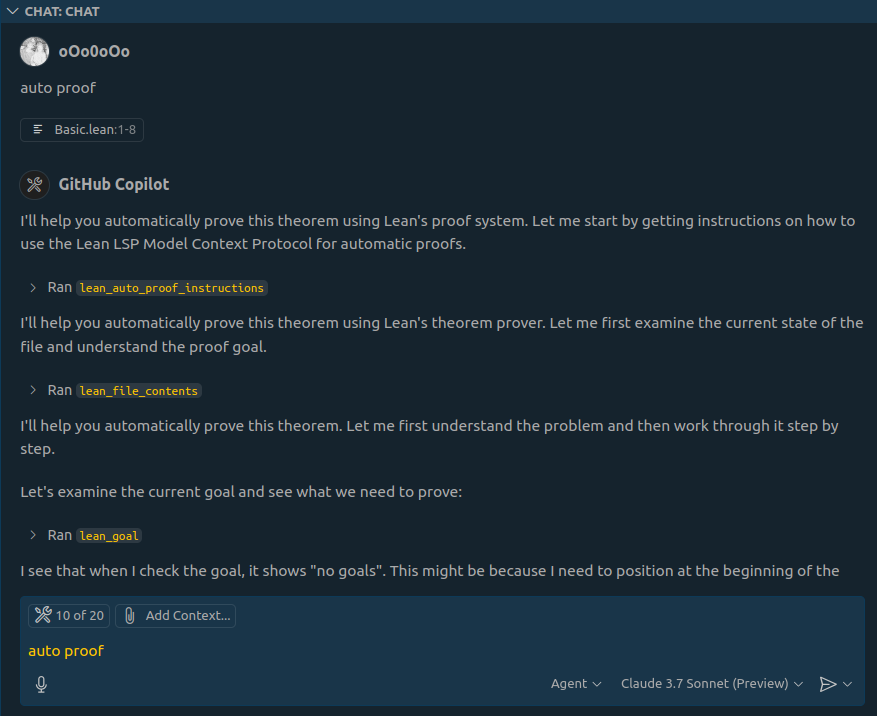 CHAT: CHAT
oOo0oOo
auto proof
Basic.lean:1-8
GitHub Copilot
I'll help you automatically prove this theorem using Lean's proof system. Let me start by getting instructions on how to
use the Lean LSP Model Context Protocol for automatic proofs.
Ran lean_auto_proof_instructions
I'll help you automatically prove this theorem using Lean's theorem prover. Let me first examine the current state of the
file and understand the proof goal.
Ran lean_file_contents
I'll help you automatically prove this theorem. Let me first understand the problem and then work through it step by
step.
Let's examine the current goal and see what we need to prove:
Ran lean_goal
I see that when I check the goal, it shows "no goals". This might be because I need to position at the beginning of the
10 of 20 Add Context...
auto proof
Agent Claude 3.7 Sonnet (Preview)